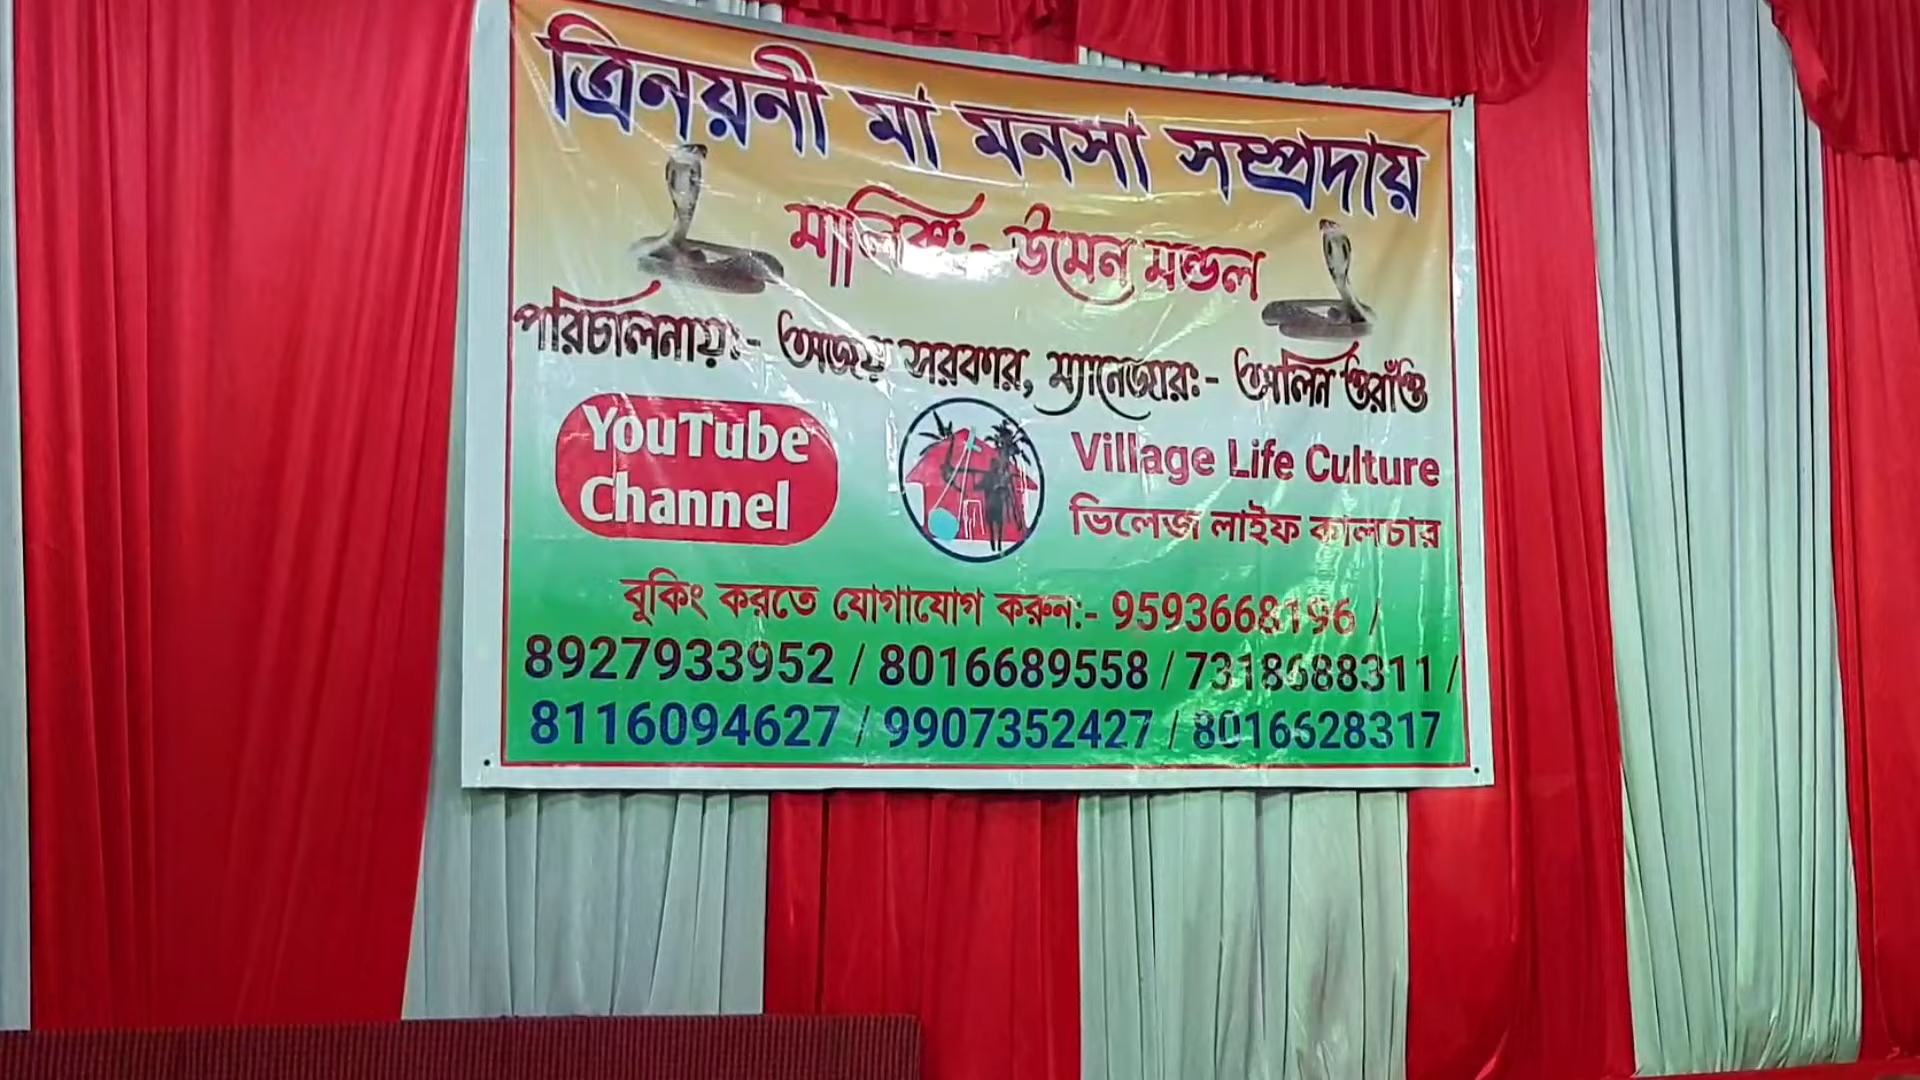 ত্রিনয়নী মা মনসা সম্প্রদায়
মালিক:- উমেন মন্ডল
পরিচালনায়:- অজয় সরকার, ম্যানেজার:- অলিন ওরাঁও
YouTube Channel
Village Life Culture
ভিলেজ লাইফ কালচার
বুকিং করতে যোগাযোগ করুন:- 9593668196 /
8927933952 / 8016689558 / 7318688311 /
8116094627 / 9907352427 / 8016628317